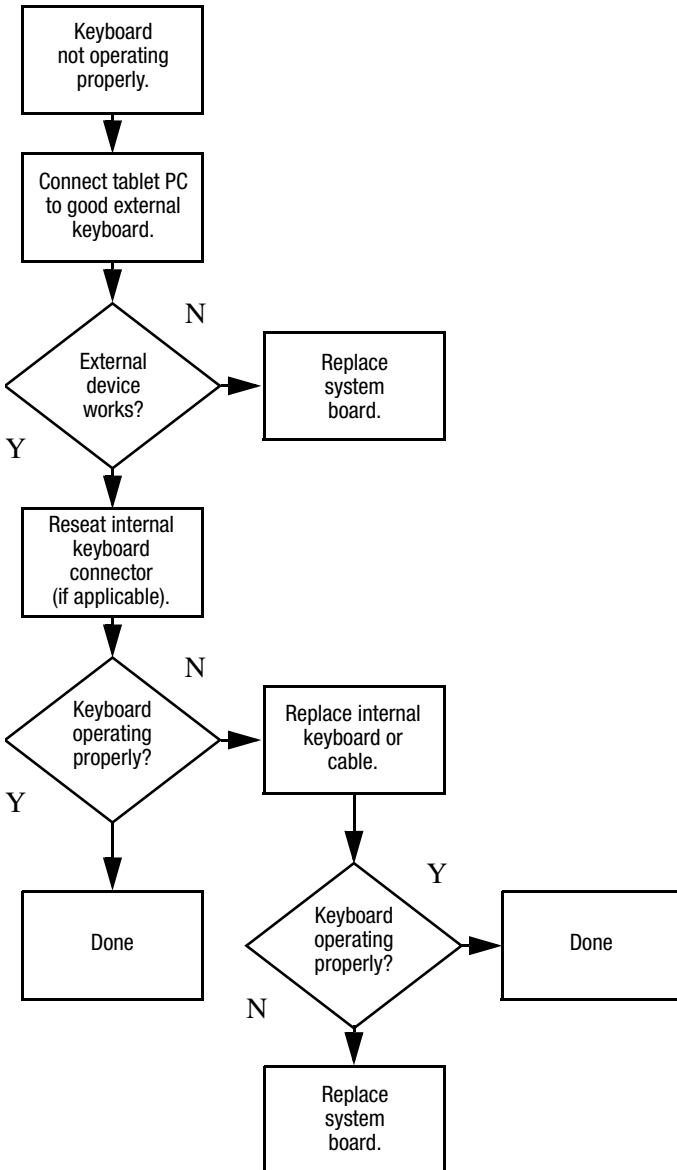 Keyboard
not operating
properly.
Connect tablet PC
to good external
keyboard.
N
External
device
works?
Replace
system
board.
Y
Reseat internal
keyboard
connector
(if applicable).
N
Keyboard
operating
properly?
Replace internal
keyboard or
cable.
Y
Y
Done
Keyboard
operating
properly?
Done
N
Replace
system
board.